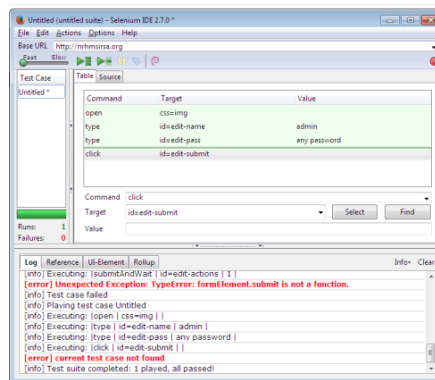 Untitled (untitled suite) - Selenium IDE 2.7.0 *
File Edit Actions Options Help
Base URL http://nrhmsirsa.org
Fast Slow
Test Case Table Source
Untitled *
Command Target Value
open css=img
type id=edit-name admin
type id=edit-pass any password
click id=edit-submit
Command click
Target id=edit-submit Select Find
Value
Runs: 1
Failures: 0
Log Reference UI-Element Rollup Info▾ Clear
[info] Executing: |submitAndWait | id=edit-actions | 1 |
[error] Unexpected Exception: TypeError: formElement.submit is not a function.
[info] Test case failed
[info] Playing test case Untitled
[info] Executing: |open | css=img | |
[info] Executing: |type | id=edit-name | admin |
[info] Executing: |type | id=edit-pass | any password |
[info] Executing: |click | id=edit-submit | |
[error] current test case not found
[info] Test suite completed: 1 played, all passed!